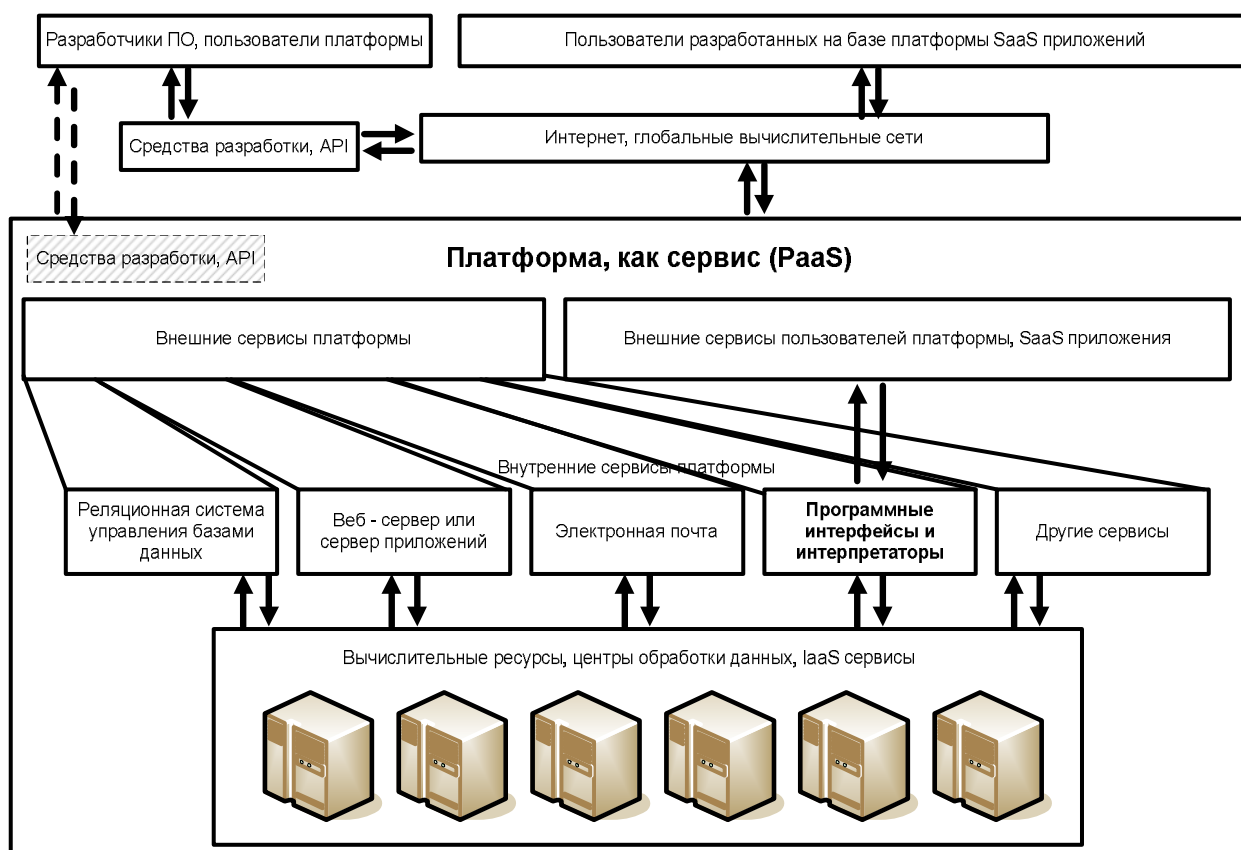 Разработчики ПО, пользователи платформы
Пользователи разработанных на базе платформы SaaS приложений
Средства разработки, API
Интернет, глобальные вычислительные сети
Средства разработки, API
Платформа, как сервис (PaaS)
Внешние сервисы платформы
Внешние сервисы пользователей платформы, SaaS приложения
Внутренние сервисы платформы
Реляционная система
управления базами
данных
Веб - сервер или
сервер приложений
Электронная почта
Программные
интерфейсы и
интерпретаторы
Другие сервисы
Вычислительные ресурсы, центры обработки данных, IaaS сервисы